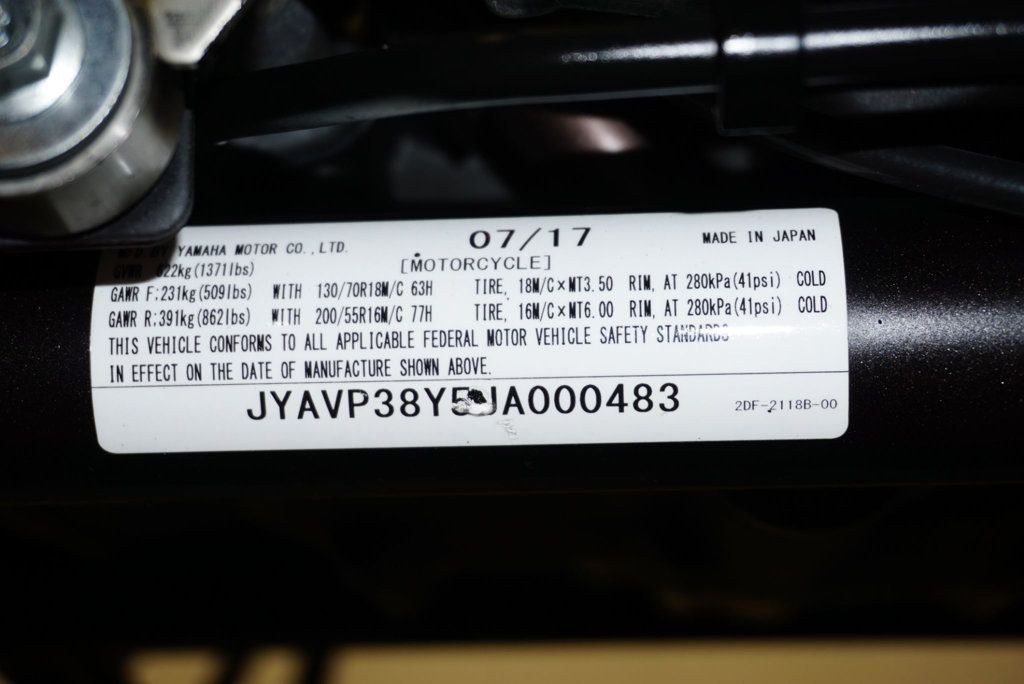 MFD. BY YAMAHA MOTOR CO.,LTD. 07/17 MADE IN JAPAN
GVWR 622kg(1371lbs) [MOTORCYCLE]
GAWR F:231kg(509lbs) WITH 130/70R18M/C 63H TIRE, 18M/C×MT3.50 RIM, AT 280kPa(41psi) COLD
GAWR R:391kg(862lbs) WITH 200/55R16M/C 77H TIRE, 16M/C×MT6.00 RIM, AT 280kPa(41psi) COLD
THIS VEHICLE CONFORMS TO ALL APPLICABLE FEDERAL MOTOR VEHICLE SAFETY STANDARDS
IN EFFECT ON THE DATE OF MANUFACTURE SHOWN ABOVE.
JYAVP38Y5JA000483 2DF-2118B-00